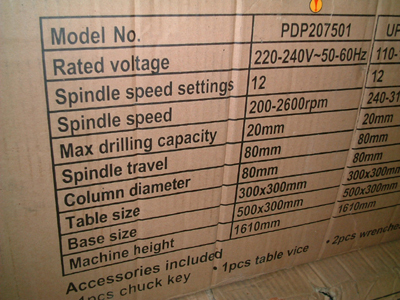 Model No. PDP207501 UP
Rated voltage 220-240V~50-60Hz 110-1
Spindle speed settings 12 12
Spindle speed 200-2600rpm 240-31
Max drilling capacity 20mm 20mm
Spindle travel 80mm 80mm
Column diameter 80mm 80mm
Table size 300x300mm 300x300mm
Base size 500x300mm 500x300mm
Machine height 1610mm 1610mm
Accessories included
1pcs chuck key • 1pcs table vice • 2pcs wrenche